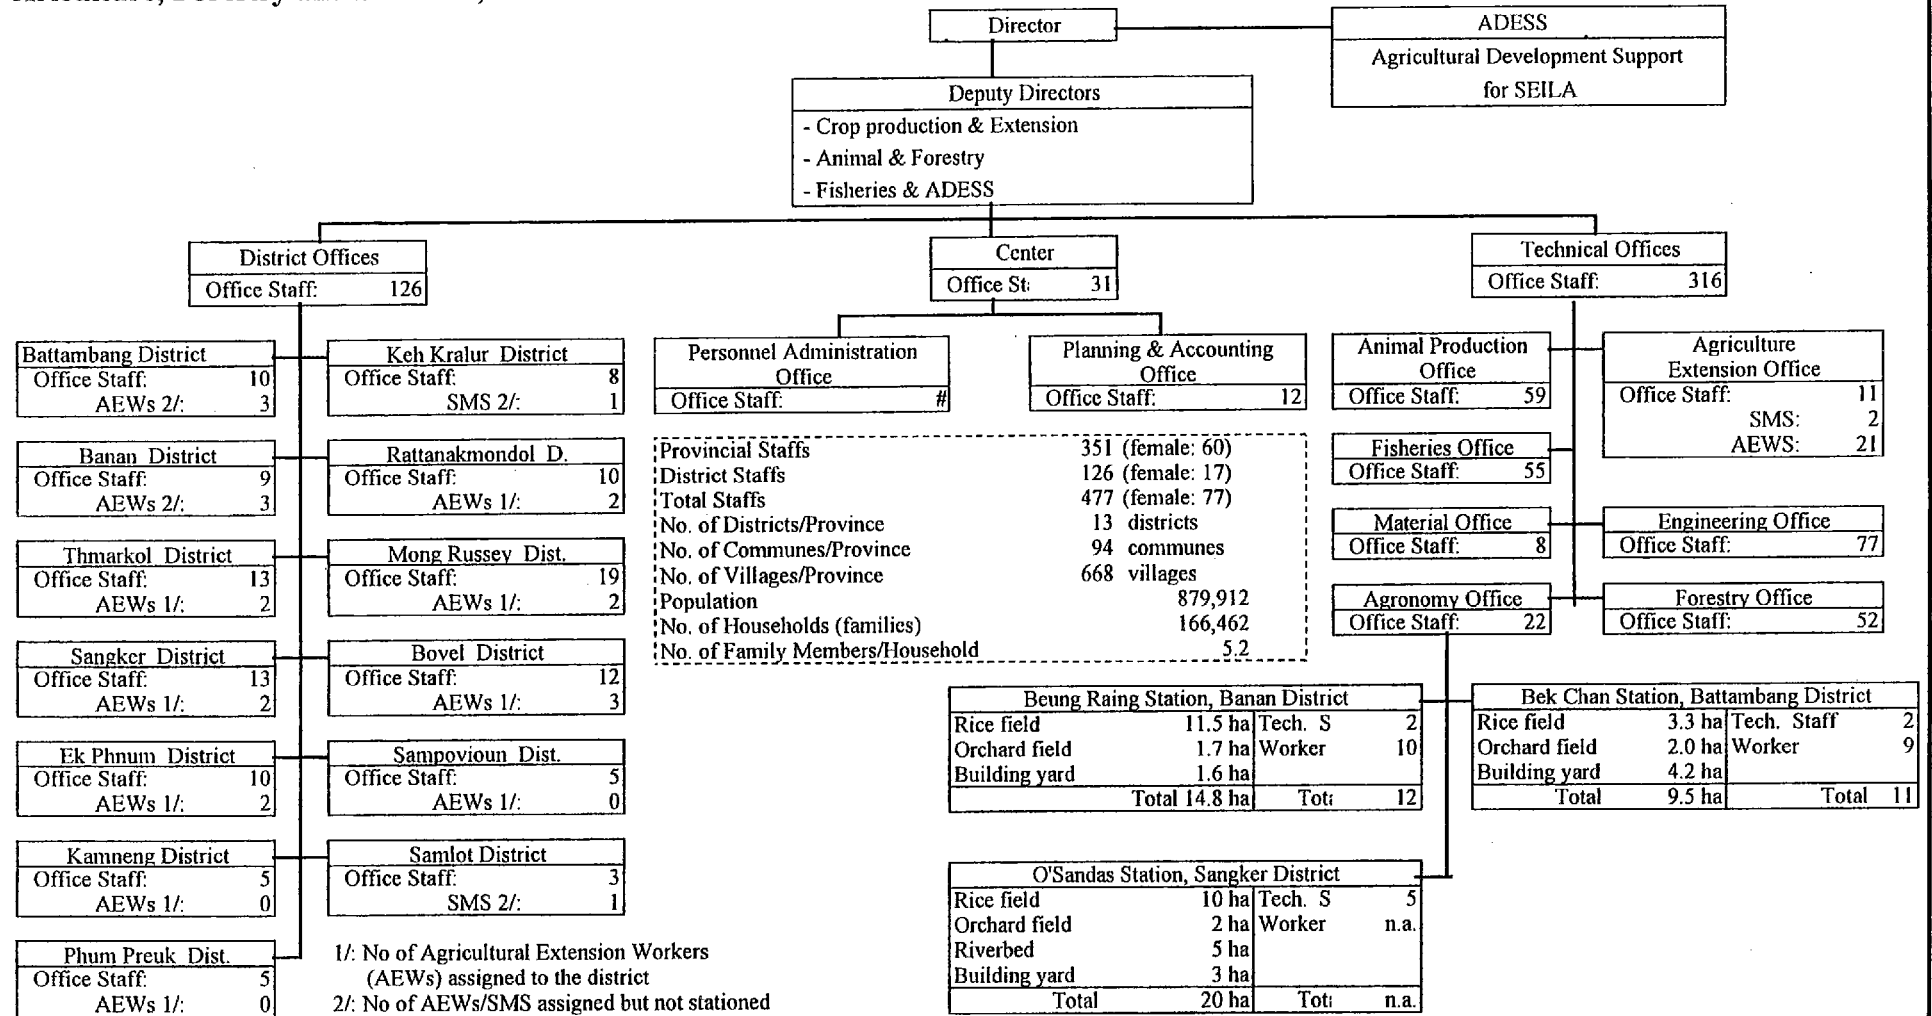 Director
ADESS
Agricultural Development Support
for SEILA
Deputy Directors
- Crop production & Extension
- Animal & Forestry
- Fisheries & ADESS
District Offices
Office Staff: 126
Center
Office St: 31
Technical Offices
Office Staff: 316
Battambang District
Office Staff: 10
AEWs 2/: 3
Keh Kralur District
Office Staff: 8
SMS 2/: 1
Banan District
Office Staff: 9
AEWs 2/: 3
Rattanakmondol D.
Office Staff: 10
AEWs 1/: 2
Thmarkol District
Office Staff: 13
AEWs 1/: 2
Mong Russey Dist.
Office Staff: 19
AEWs 1/: 2
Sangker District
Office Staff: 13
AEWs 1/: 2
Bovel District
Office Staff: 12
AEWs 1/: 3
Ek Phnum District
Office Staff: 10
AEWs 1/: 2
Sampovioun Dist.
Office Staff: 5
AEWs 1/: 0
Kamneng District
Office Staff: 5
AEWs 1/: 0
Samlot District
Office Staff: 3
SMS 2/: 1
Phum Preuk Dist.
Office Staff: 5
AEWs 1/: 0
1/: No of Agricultural Extension Workers
(AEWs) assigned to the district
2/: No of AEWs/SMS assigned but not stationed
Personnel Administration
Office
Office Staff: #
Planning & Accounting
Office
Office Staff: 12
Provincial Staffs 351 (female: 60)
District Staffs 126 (female: 17)
Total Staffs 477 (female: 77)
No. of Districts/Province 13 districts
No. of Communes/Province 94 communes
No. of Villages/Province 668 villages
Population 879,912
No. of Households (families) 166,462
No. of Family Members/Household 5.2
Animal Production
Office
Office Staff: 59
Agriculture
Extension Office
Office Staff: 11
SMS: 2
AEWS: 21
Fisheries Office
Office Staff: 55
Material Office
Office Staff: 8
Engineering Office
Office Staff: 77
Agronomy Office
Office Staff: 22
Forestry Office
Office Staff: 52
Beung Raing Station, Banan District
Rice field 11.5 ha Tech. S 2
Orchard field 1.7 ha Worker 10
Building yard 1.6 ha
Total 14.8 ha Tot: 12
Bek Chan Station, Battambang District
Rice field 3.3 ha Tech. Staff 2
Orchard field 2.0 ha Worker 9
Building yard 4.2 ha
Total 9.5 ha Total 11
O'Sandas Station, Sangker District
Rice field 10 ha Tech. S 5
Orchard field 2 ha Worker n.a.
Riverbed 5 ha
Building yard 3 ha
Total 20 ha Tot: n.a.